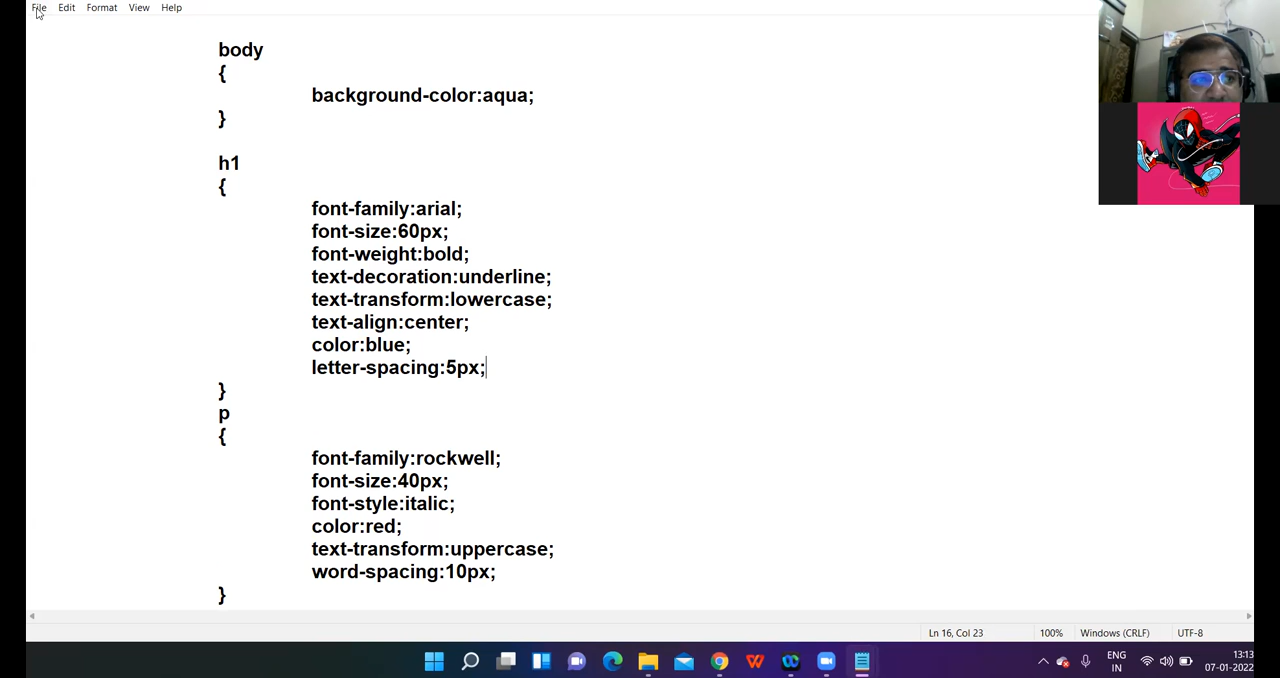 File Edit Format View Help
body
{
background-color:aqua;
}
h1
{
font-family:arial;
font-size:60px;
font-weight:bold;
text-decoration:underline;
text-transform:lowercase;
text-align:center;
color:blue;
letter-spacing:5px;
}
p
{
font-family:rockwell;
font-size:40px;
font-style:italic;
color:red;
text-transform:uppercase;
word-spacing:10px;
}
Ln 16, Col 23 100% Windows (CRLF) UTF-8
ENG
IN
13:13
07-01-2022